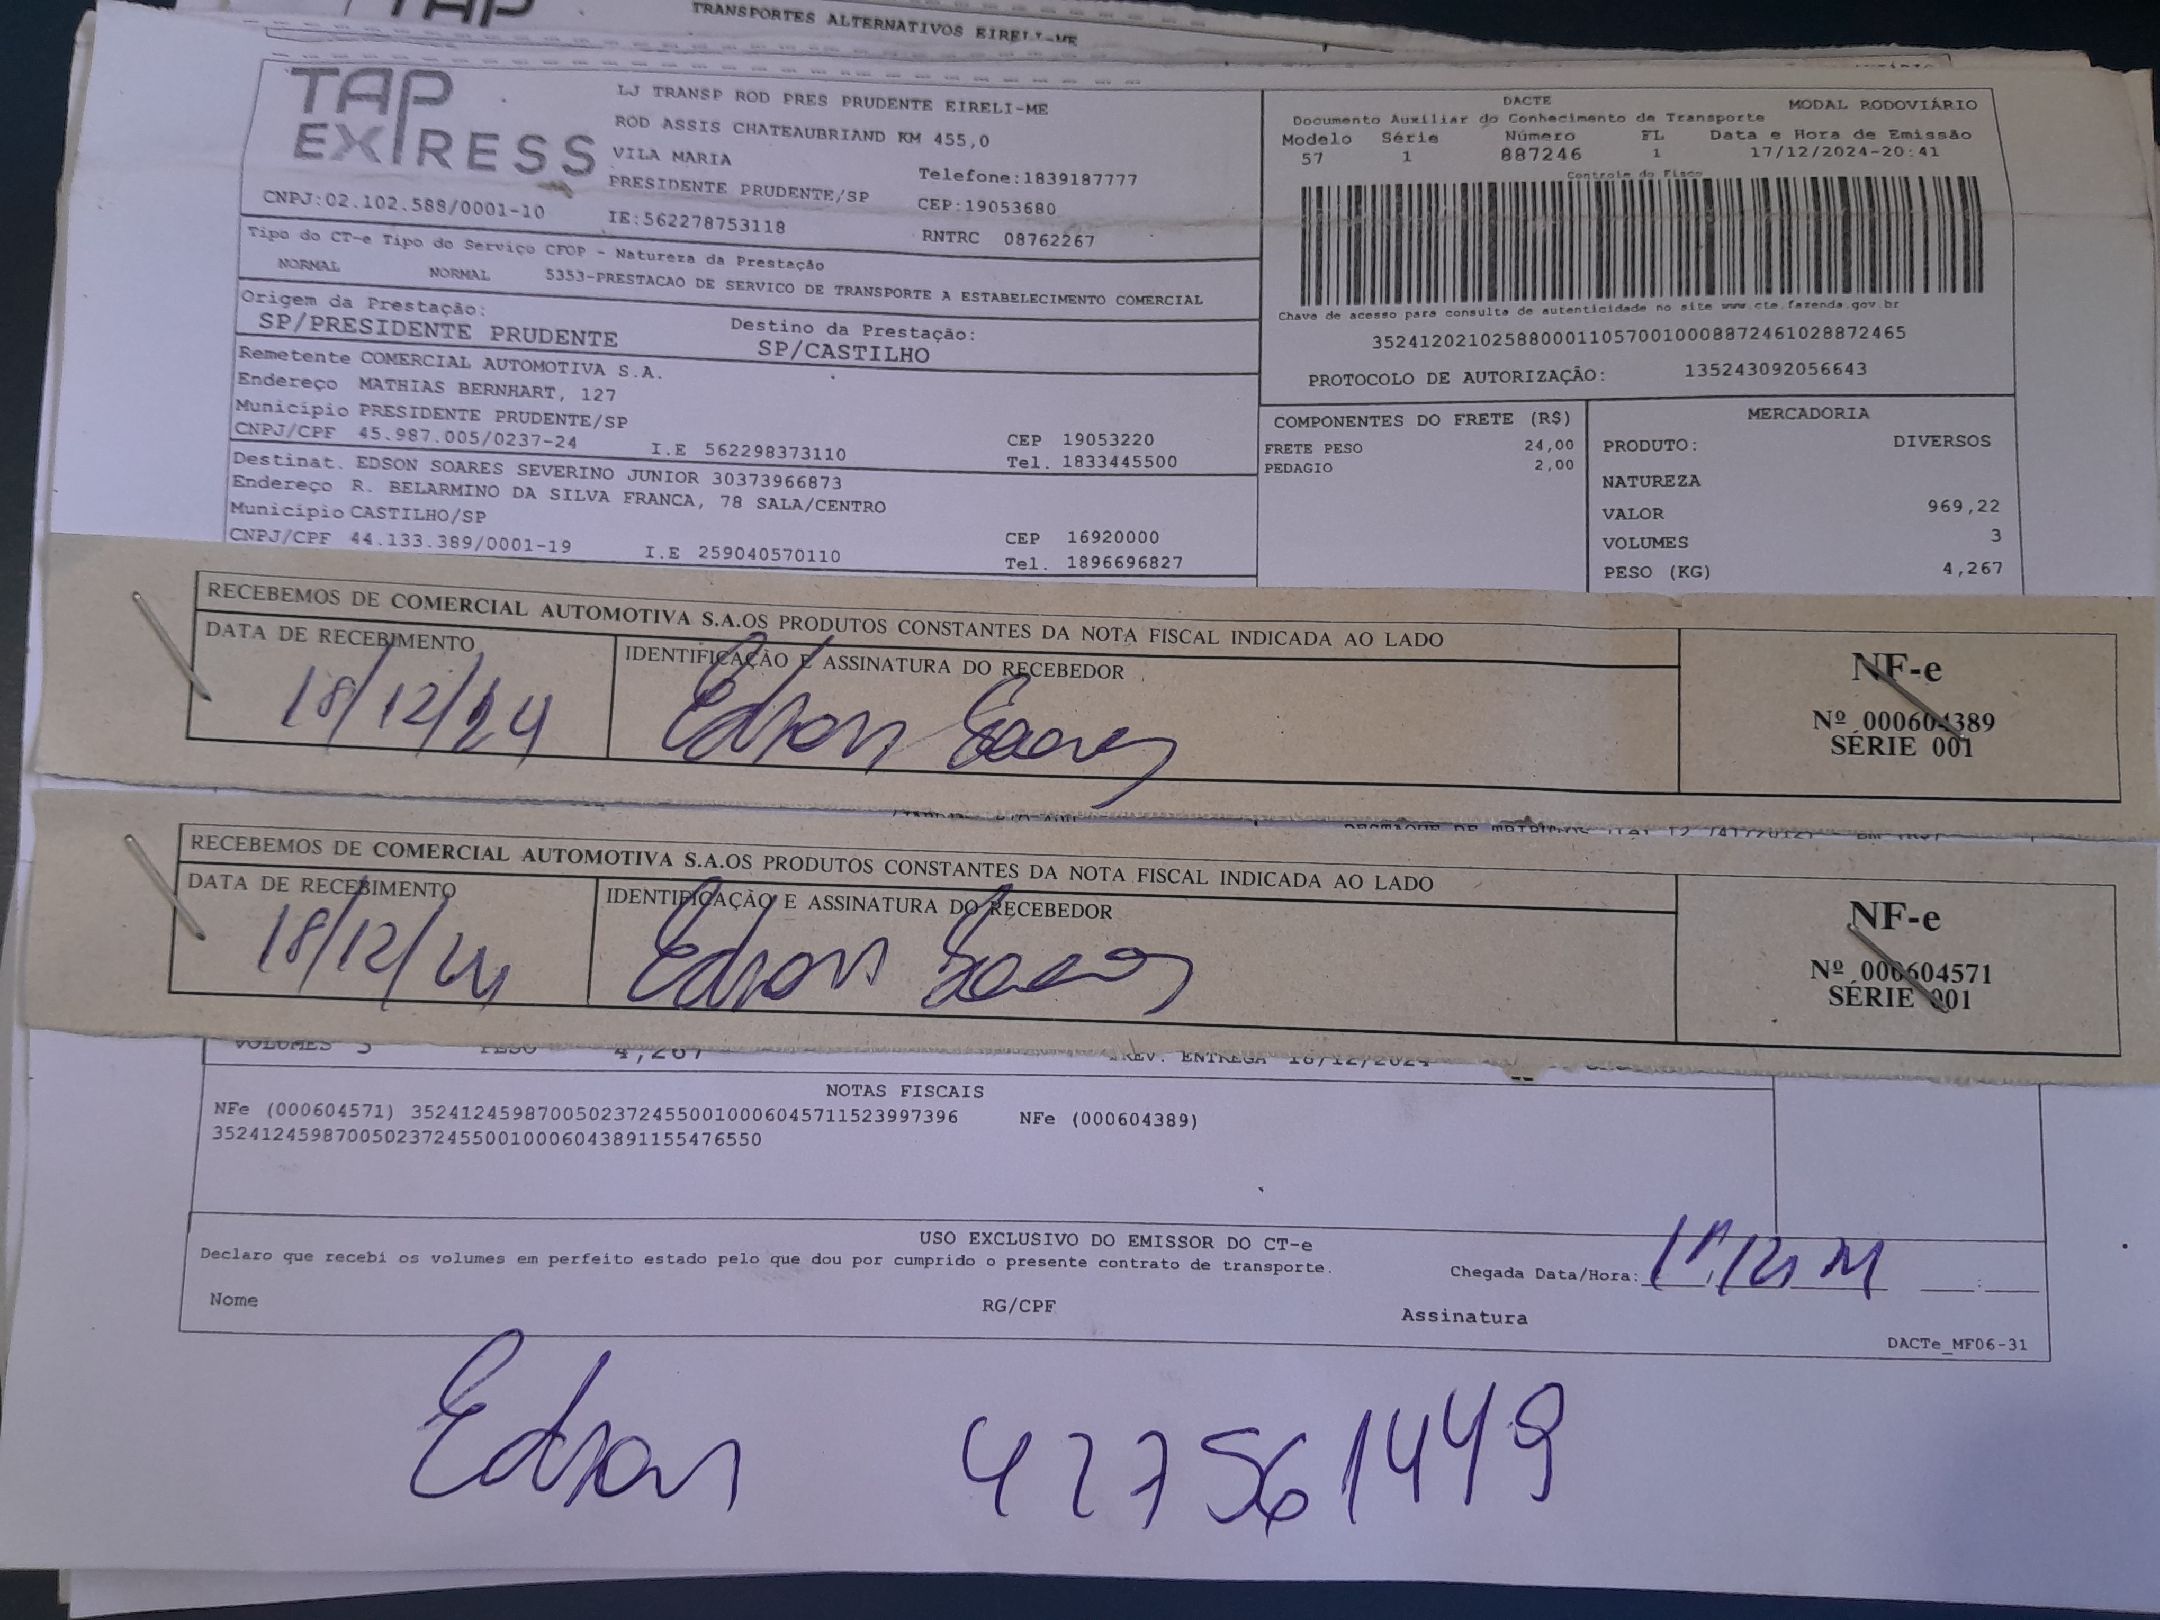 TAP
TRANSPORTES ALTERNATIVOS EIRELI-ME
TAP EXPRESS
LJ TRANSP ROD PRES PRUDENTE EIRELI-ME
ROD ASSIS CHATEAUBRIAND KM 455,0
VILA MARIA
Telefone:1839187777
PRESIDENTE PRUDENTE/SP
CEP:19053680
CNPJ:02.102.588/0001-10
IE:562278753118
RNTRC 08762267
DACTE
MODAL RODOVIÁRIO
Documento Auxiliar do Conhecimento de Transporte
Modelo Série Número FL Data e Hora de Emissão
57 1 887246 1 17/12/2024-20:41
Controle do Fisco
Chave de acesso para consulta de autenticidade no site www.cte.fazenda.gov.br
35241202102588000110570010008872461028872465
PROTOCOLO DE AUTORIZAÇÃO: 135243092056643
Tipo do CT-e Tipo do Serviço CFOP - Natureza da Prestação
NORMAL NORMAL 5353-PRESTACAO DE SERVICO DE TRANSPORTE A ESTABELECIMENTO COMERCIAL
Origem da Prestação:
SP/PRESIDENTE PRUDENTE
Destino da Prestação:
SP/CASTILHO
Remetente COMERCIAL AUTOMOTIVA S.A.
Endereço MATHIAS BERNHART, 127
Município PRESIDENTE PRUDENTE/SP
CEP 19053220
CNPJ/CPF 45.987.005/0237-24 I.E 562298373110 Tel. 1833445500
Destinat. EDSON SOARES SEVERINO JUNIOR 30373966873
Endereço R. BELARMINO DA SILVA FRANCA, 78 SALA/CENTRO
Município CASTILHO/SP
CEP 16920000
CNPJ/CPF 44.133.389/0001-19 I.E 259040570110 Tel. 1896696827
COMPONENTES DO FRETE (R$)
FRETE PESO 24,00
PEDAGIO 2,00
MERCADORIA
PRODUTO: DIVERSOS
NATUREZA
VALOR 969,22
VOLUMES 3
PESO (KG) 4,267
RECEBEMOS DE COMERCIAL AUTOMOTIVA S.A.OS PRODUTOS CONSTANTES DA NOTA FISCAL INDICADA AO LADO
DATA DE RECEBIMENTO
18/12/24
IDENTIFICAÇÃO E ASSINATURA DO RECEBEDOR
Edson Soares
NF-e
Nº 000604389
SÉRIE 001
RECEBEMOS DE COMERCIAL AUTOMOTIVA S.A.OS PRODUTOS CONSTANTES DA NOTA FISCAL INDICADA AO LADO
DATA DE RECEBIMENTO
18/12/24
IDENTIFICAÇÃO E ASSINATURA DO RECEBEDOR
Edson Soares
NF-e
Nº 000604571
SÉRIE 001
VOLUMES 3 PESO 4,267 PREV. ENTREGA 18/12/2024
NOTAS FISCAIS
NFe (000604571) 35241245987005023724550010006045711523997396 NFe (000604389)
35241245987005023724550010006043891155476550
USO EXCLUSIVO DO EMISSOR DO CT-e
Declaro que recebi os volumes em perfeito estado pelo que dou por cumprido o presente contrato de transporte.
Chegada Data/Hora:
Nome RG/CPF Assinatura
DACTe_MF06-31
Edson 427561449